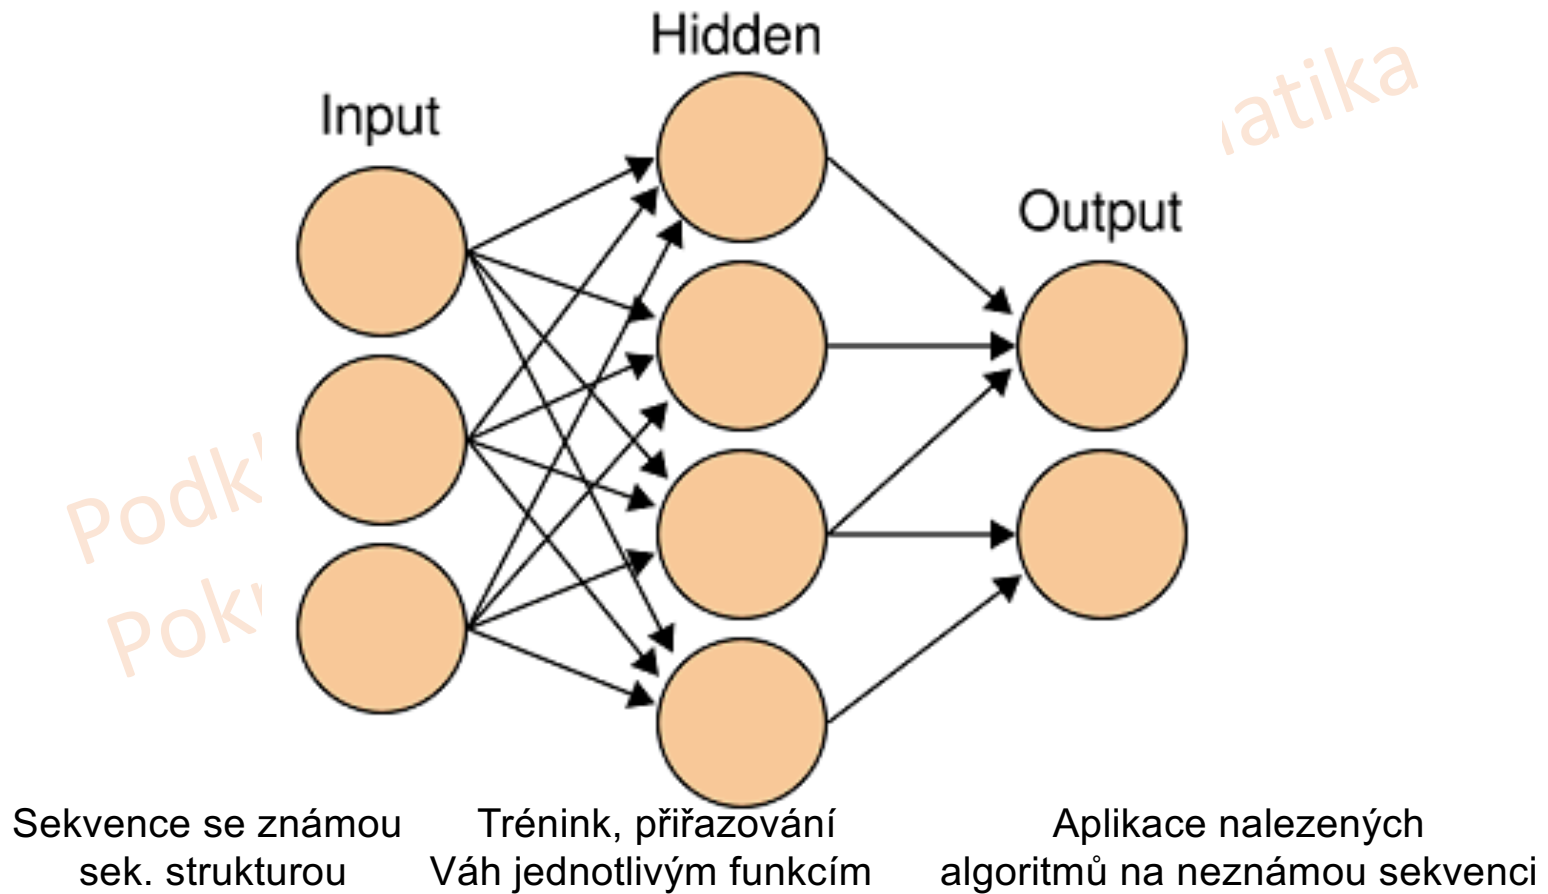 Hidden
Input
Output
Sekvence se známou
sek. strukturou
Trénink, přiřazování
Váh jednotlivým funkcím
Aplikace nalezených
algoritmů na neznámou sekvenci